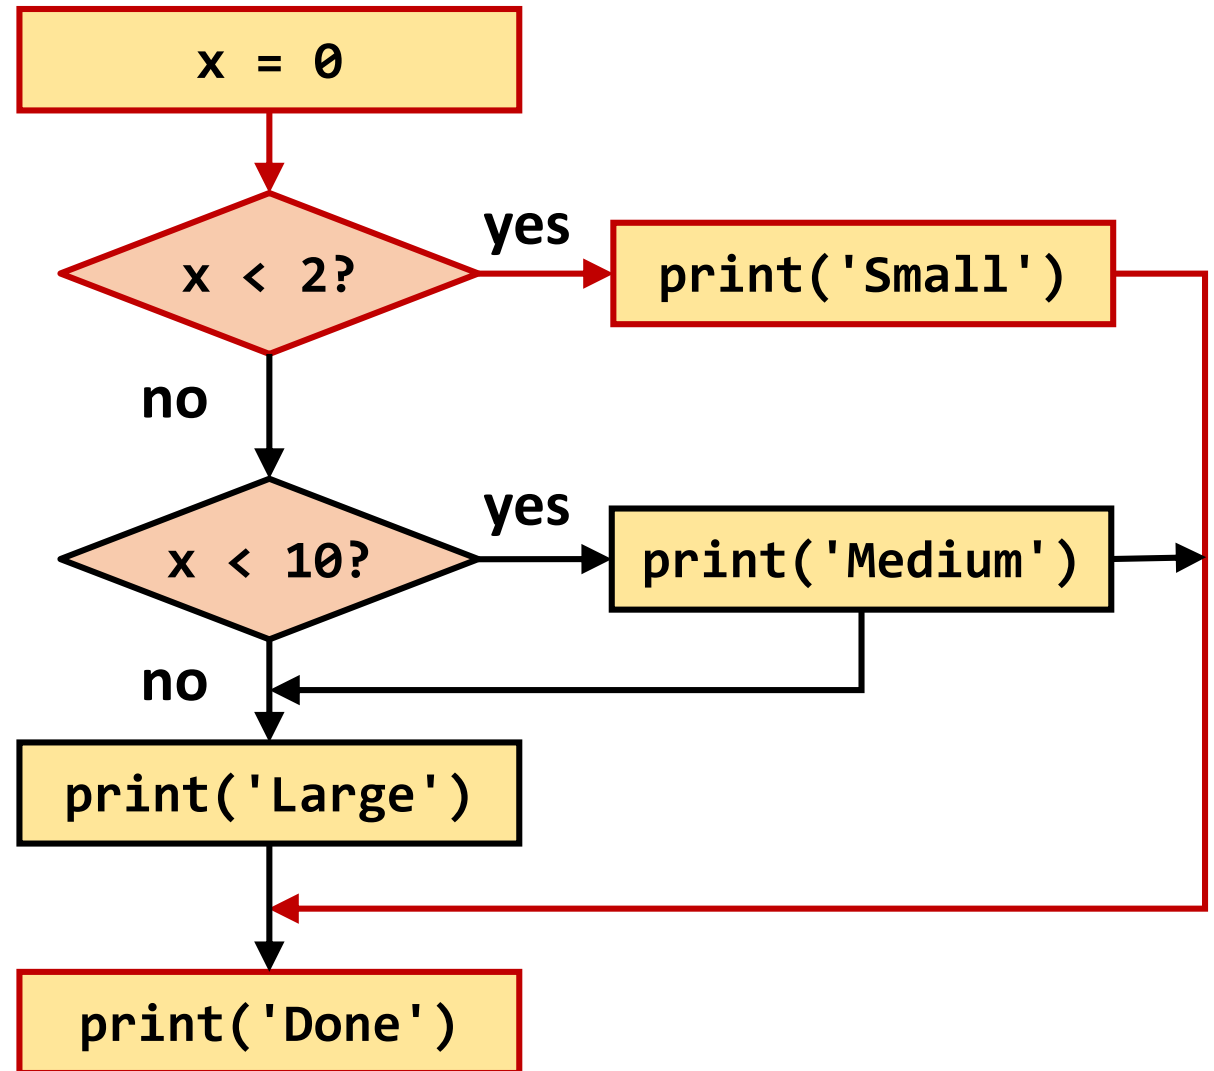 x = 0
x < 2?
yes
print('Small')
no
x < 10?
yes
print('Medium')
no
print('Large')
print('Done')